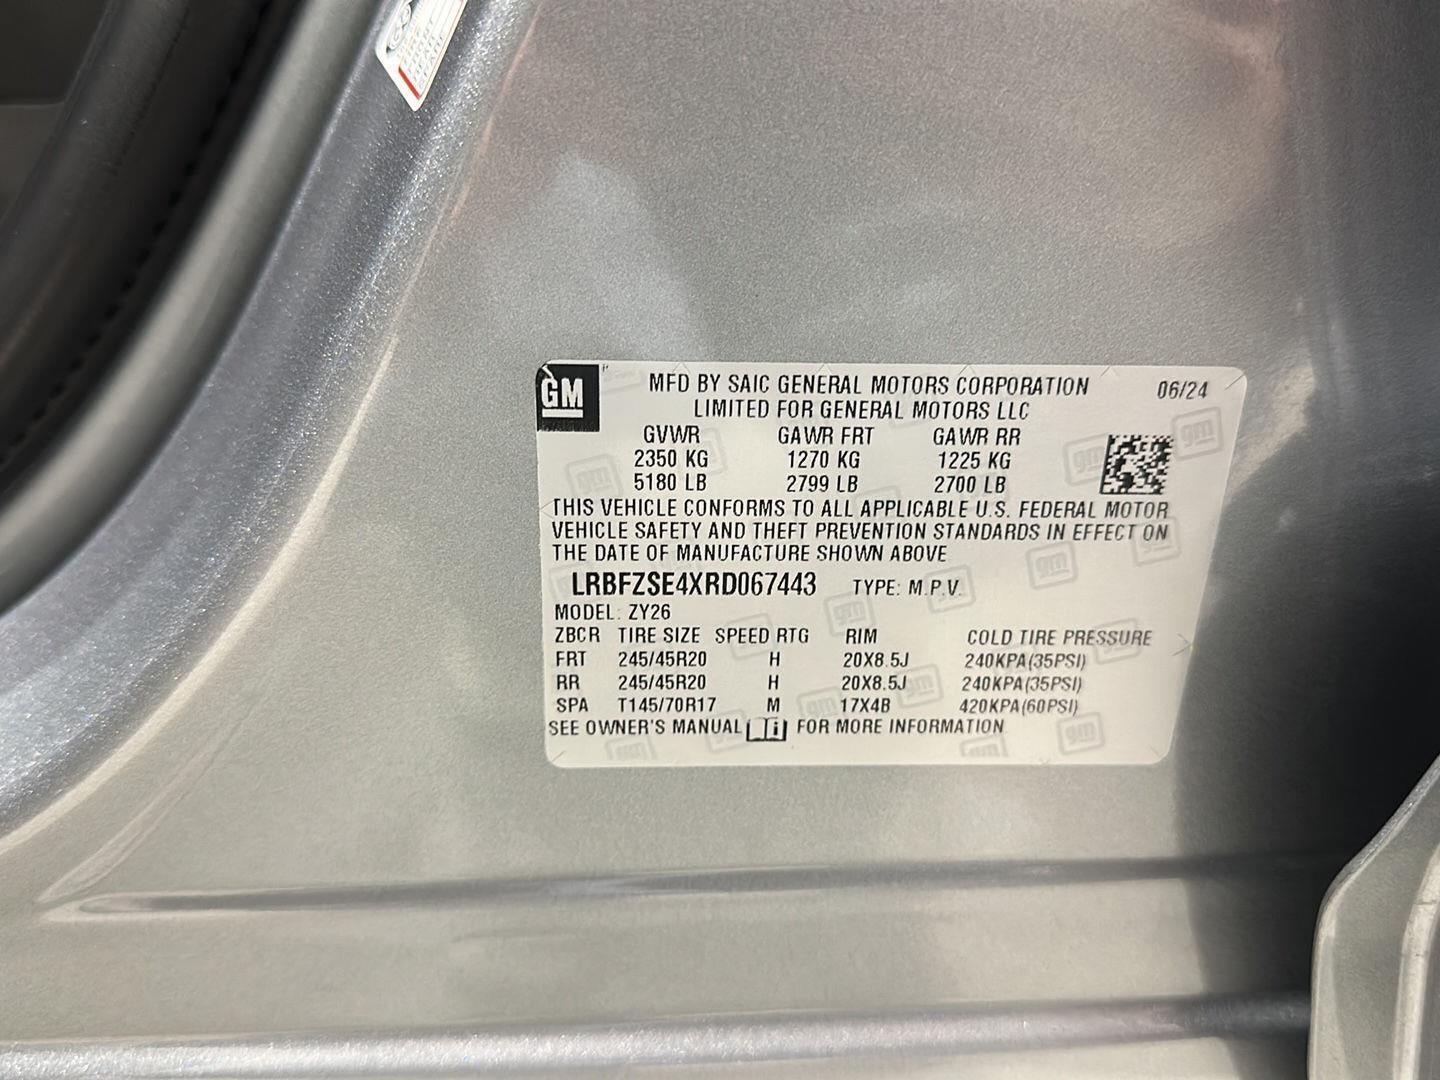 GM
MFD BY SAIC GENERAL MOTORS CORPORATION 06/24
LIMITED FOR GENERAL MOTORS LLC
GVWR GAWR FRT GAWR RR
2350 KG 1270 KG 1225 KG
5180 LB 2799 LB 2700 LB
THIS VEHICLE CONFORMS TO ALL APPLICABLE U.S. FEDERAL MOTOR
VEHICLE SAFETY AND THEFT PREVENTION STANDARDS IN EFFECT ON
THE DATE OF MANUFACTURE SHOWN ABOVE
LRBFZSE4XRD067443 TYPE: M.P.V.
MODEL: ZY26
ZBCR TIRE SIZE SPEED RTG RIM COLD TIRE PRESSURE
FRT 245/45R20 H 20X8.5J 240KPA(35PSI)
RR 245/45R20 H 20X8.5J 240KPA(35PSI)
SPA T145/70R17 M 17X4B 420KPA(60PSI)
SEE OWNER'S MANUAL FOR MORE INFORMATION